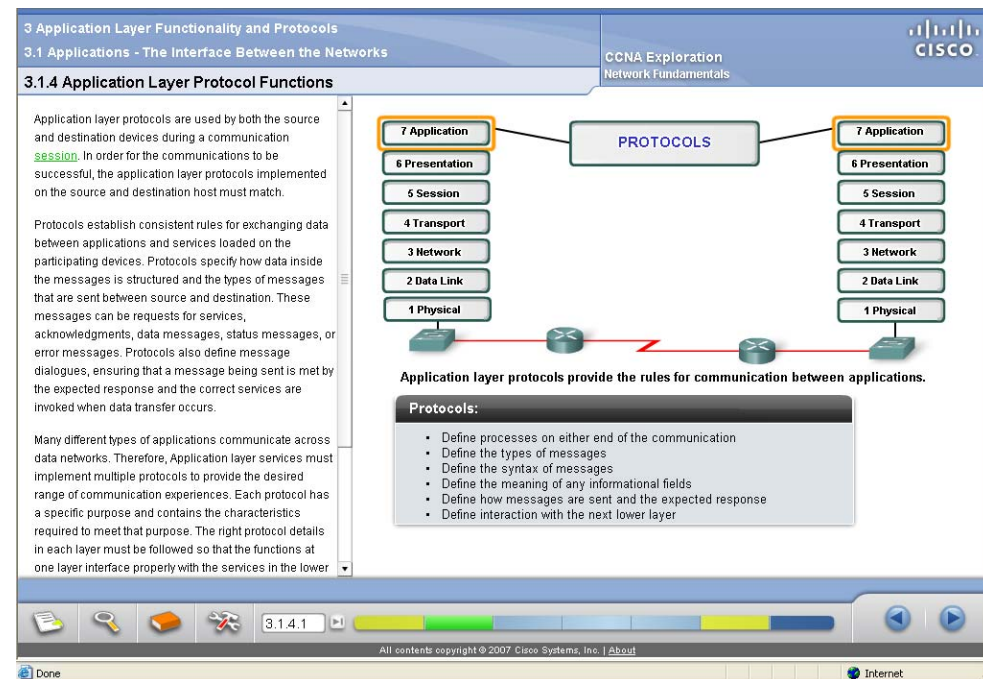 3 Application Layer Functionality and Protocols
3.1 Applications - The Interface Between the Networks
CCNA Exploration
Network Fundamentals
CISCO.
3.1.4 Application Layer Protocol Functions
Application layer protocols are used by both the source
and destination devices during a communication
session. In order for the communications to be
successful, the application layer protocols implemented
on the source and destination host must match.
Protocols establish consistent rules for exchanging data
between applications and services loaded on the
participating devices. Protocols specify how data inside
the messages is structured and the types of messages
that are sent between source and destination. These
messages can be requests for services,
acknowledgments, data messages, status messages, or
error messages. Protocols also define message
dialogues, ensuring that a message being sent is met by
the expected response and the correct services are
invoked when data transfer occurs.
Many different types of applications communicate across
data networks. Therefore, Application layer services must
implement multiple protocols to provide the desired
range of communication experiences. Each protocol has
a specific purpose and contains the characteristics
required to meet that purpose. The right protocol details
in each layer must be followed so that the functions at
one layer interface properly with the services in the lower
7 Application
6 Presentation
5 Session
4 Transport
3 Network
2 Data Link
1 Physical
PROTOCOLS
7 Application
6 Presentation
5 Session
4 Transport
3 Network
2 Data Link
1 Physical
Application layer protocols provide the rules for communication between applications.
Protocols:
▪ Define processes on either end of the communication
▪ Define the types of messages
▪ Define the syntax of messages
▪ Define the meaning of any informational fields
▪ Define how messages are sent and the expected response
▪ Define interaction with the next lower layer
3.1.4.1
All contents copyright © 2007 Cisco Systems, Inc. | About
Done
Internet